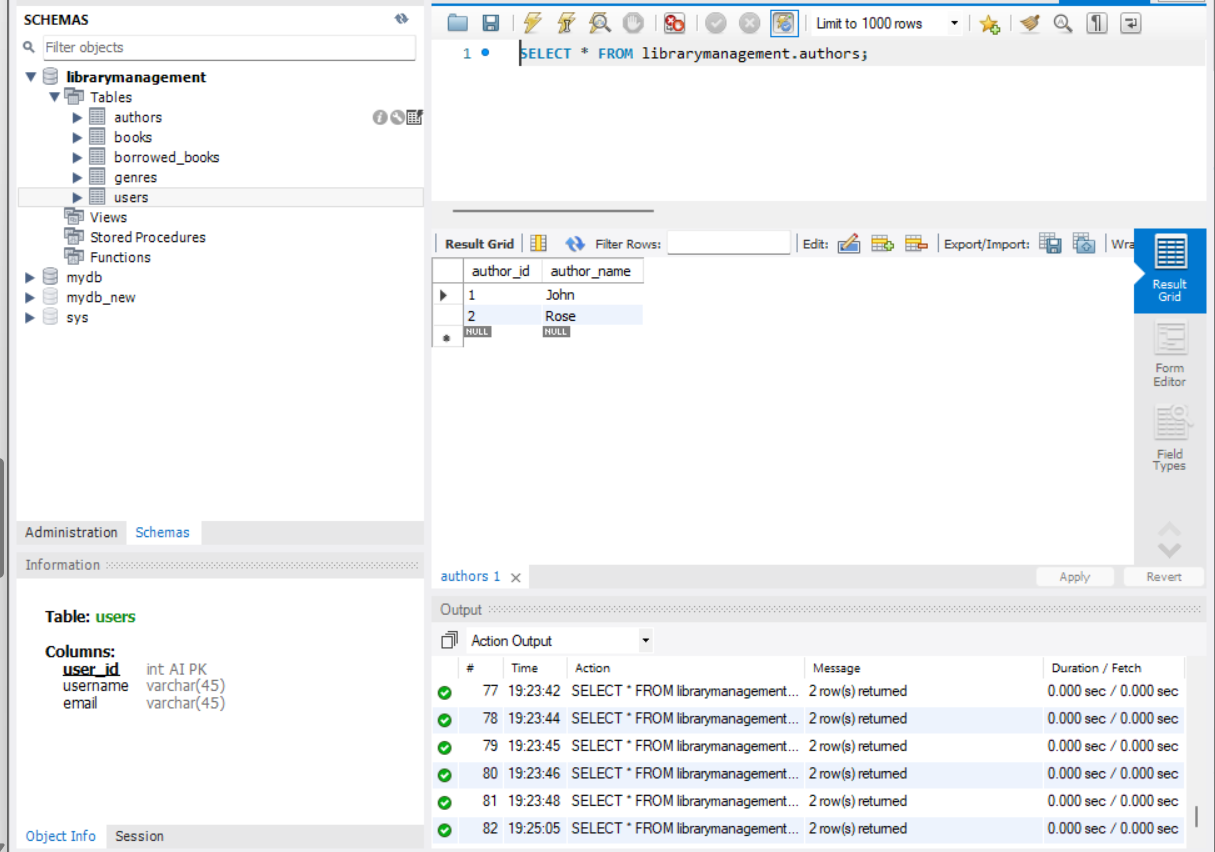 SCHEMAS
Filter objects
librarymanagement
Tables
authors
books
borrowed_books
genres
users
Views
Stored Procedures
Functions
mydb
mydb_new
sys
Administration Schemas
Information
Table: users
Columns:
user_id int AI PK
username varchar(45)
email varchar(45)
Object Info Session
Limit to 1000 rows
1 SELECT * FROM librarymanagement.authors;
Result Grid Filter Rows: Edit: Export/Import: Wra
author_id author_name
1 John
2 Rose
NULL NULL
Result
Grid
Form
Editor
Field
Types
authors 1 Apply Revert
Output
Action Output
# Time Action Message Duration / Fetch
77 19:23:42 SELECT * FROM librarymanagement... 2 row(s) returned 0.000 sec / 0.000 sec
78 19:23:44 SELECT * FROM librarymanagement... 2 row(s) returned 0.000 sec / 0.000 sec
79 19:23:45 SELECT * FROM librarymanagement... 2 row(s) returned 0.000 sec / 0.000 sec
80 19:23:46 SELECT * FROM librarymanagement... 2 row(s) returned 0.000 sec / 0.000 sec
81 19:23:48 SELECT * FROM librarymanagement... 2 row(s) returned 0.000 sec / 0.000 sec
82 19:25:05 SELECT * FROM librarymanagement... 2 row(s) returned 0.000 sec / 0.000 sec